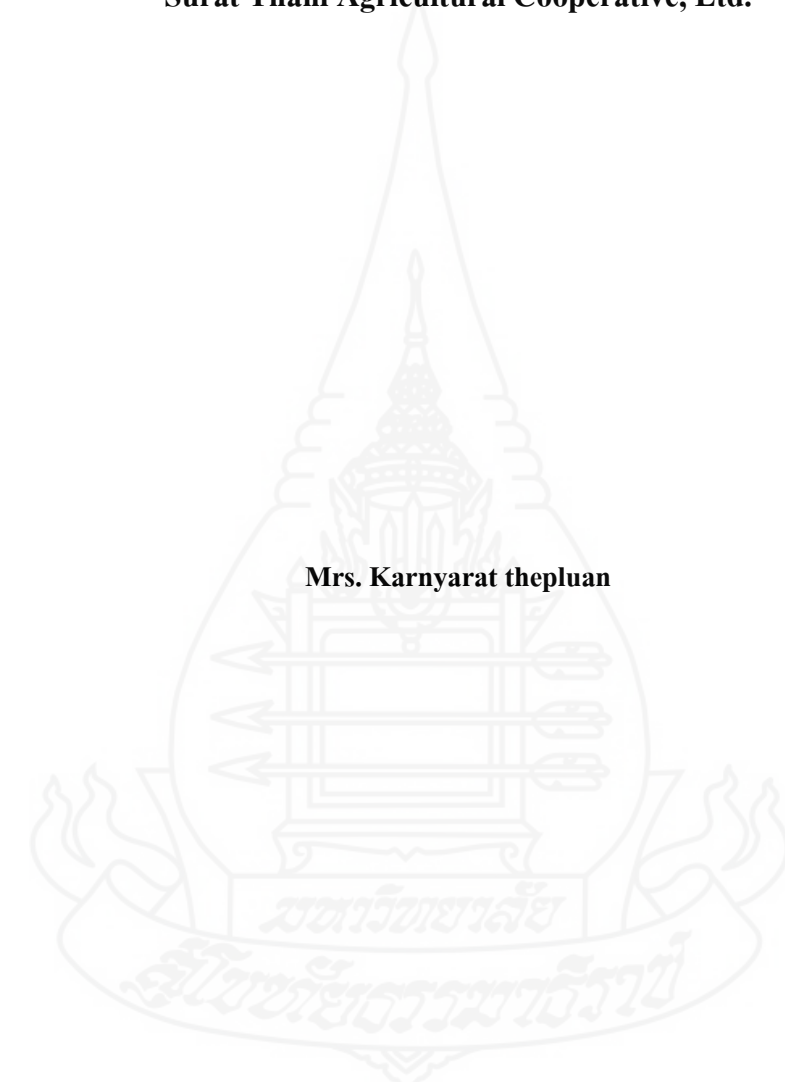 Surat Thani Agricultural Cooperative, Ltd.
Mrs. Karnyarat thepluan
มหาวิทยาลัย
สุโขทัยธรรมาธิราช